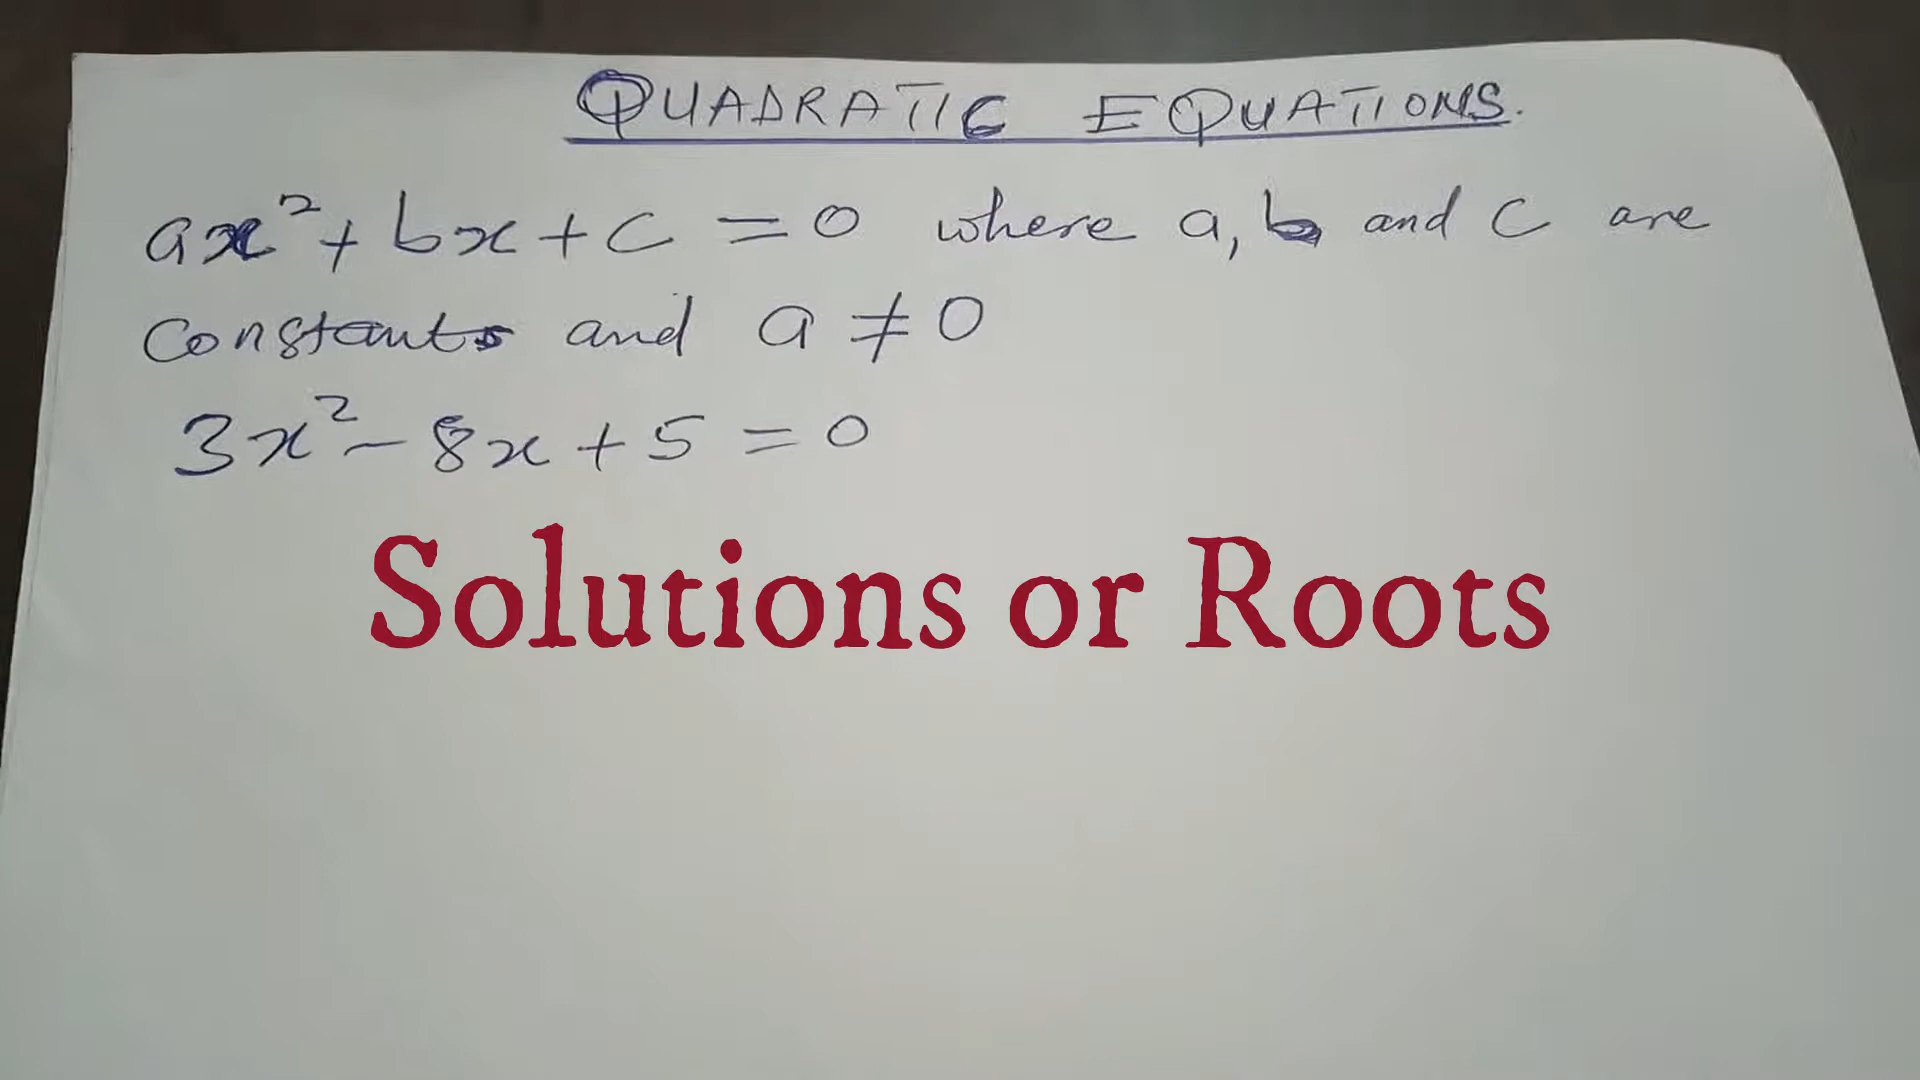 QUADRATIC EQUATIONS.
ax² + bx + c = 0 where a, b and c are
constants and a ≠ 0
3x² - 8x + 5 = 0
Solutions or Roots